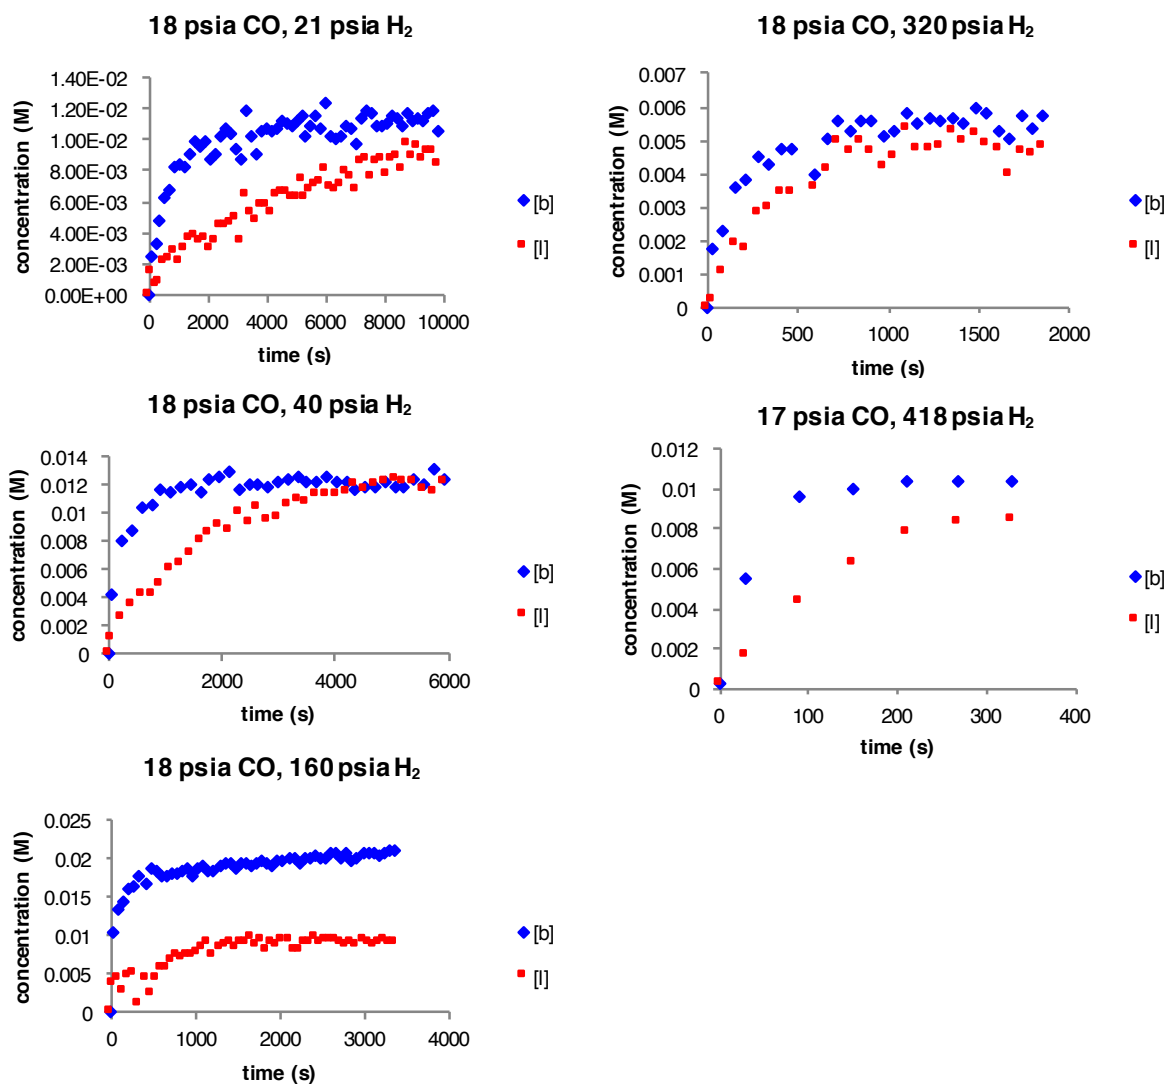 18 psia CO, 21 psia H₂
1.40E-02
1.20E-02
1.00E-02
8.00E-03
6.00E-03
4.00E-03
2.00E-03
0.00E+00
concentration (M)
0 2000 4000 6000 8000 10000
time (s)
[b]
[l]
18 psia CO, 320 psia H₂
0.007
0.006
0.005
0.004
0.003
0.002
0.001
0
concentration (M)
0 500 1000 1500 2000
time (s)
[b]
[l]
18 psia CO, 40 psia H₂
0.014
0.012
0.01
0.008
0.006
0.004
0.002
0
concentration (M)
0 2000 4000 6000
time (s)
[b]
[l]
17 psia CO, 418 psia H₂
0.012
0.01
0.008
0.006
0.004
0.002
0
concentration (M)
0 100 200 300 400
time (s)
[b]
[l]
18 psia CO, 160 psia H₂
0.025
0.02
0.015
0.01
0.005
0
concentration (M)
0 1000 2000 3000 4000
time (s)
[b]
[l]